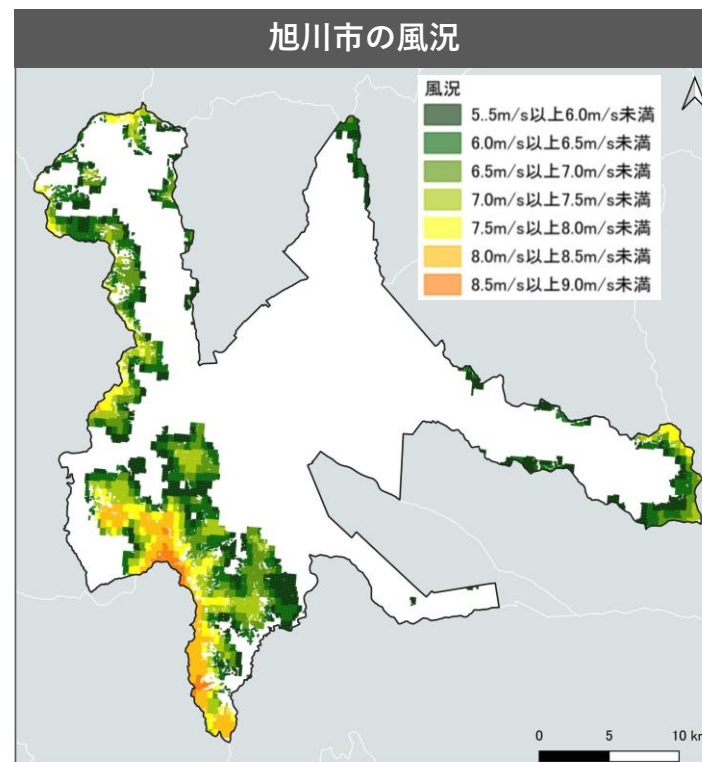 旭川市の風況
風況
5..5m/s以上6.0m/s未満
6.0m/s以上6.5m/s未満
6.5m/s以上7.0m/s未満
7.0m/s以上7.5m/s未満
7.5m/s以上8.0m/s未満
8.0m/s以上8.5m/s未満
8.5m/s以上9.0m/s未満
0 5 10 km